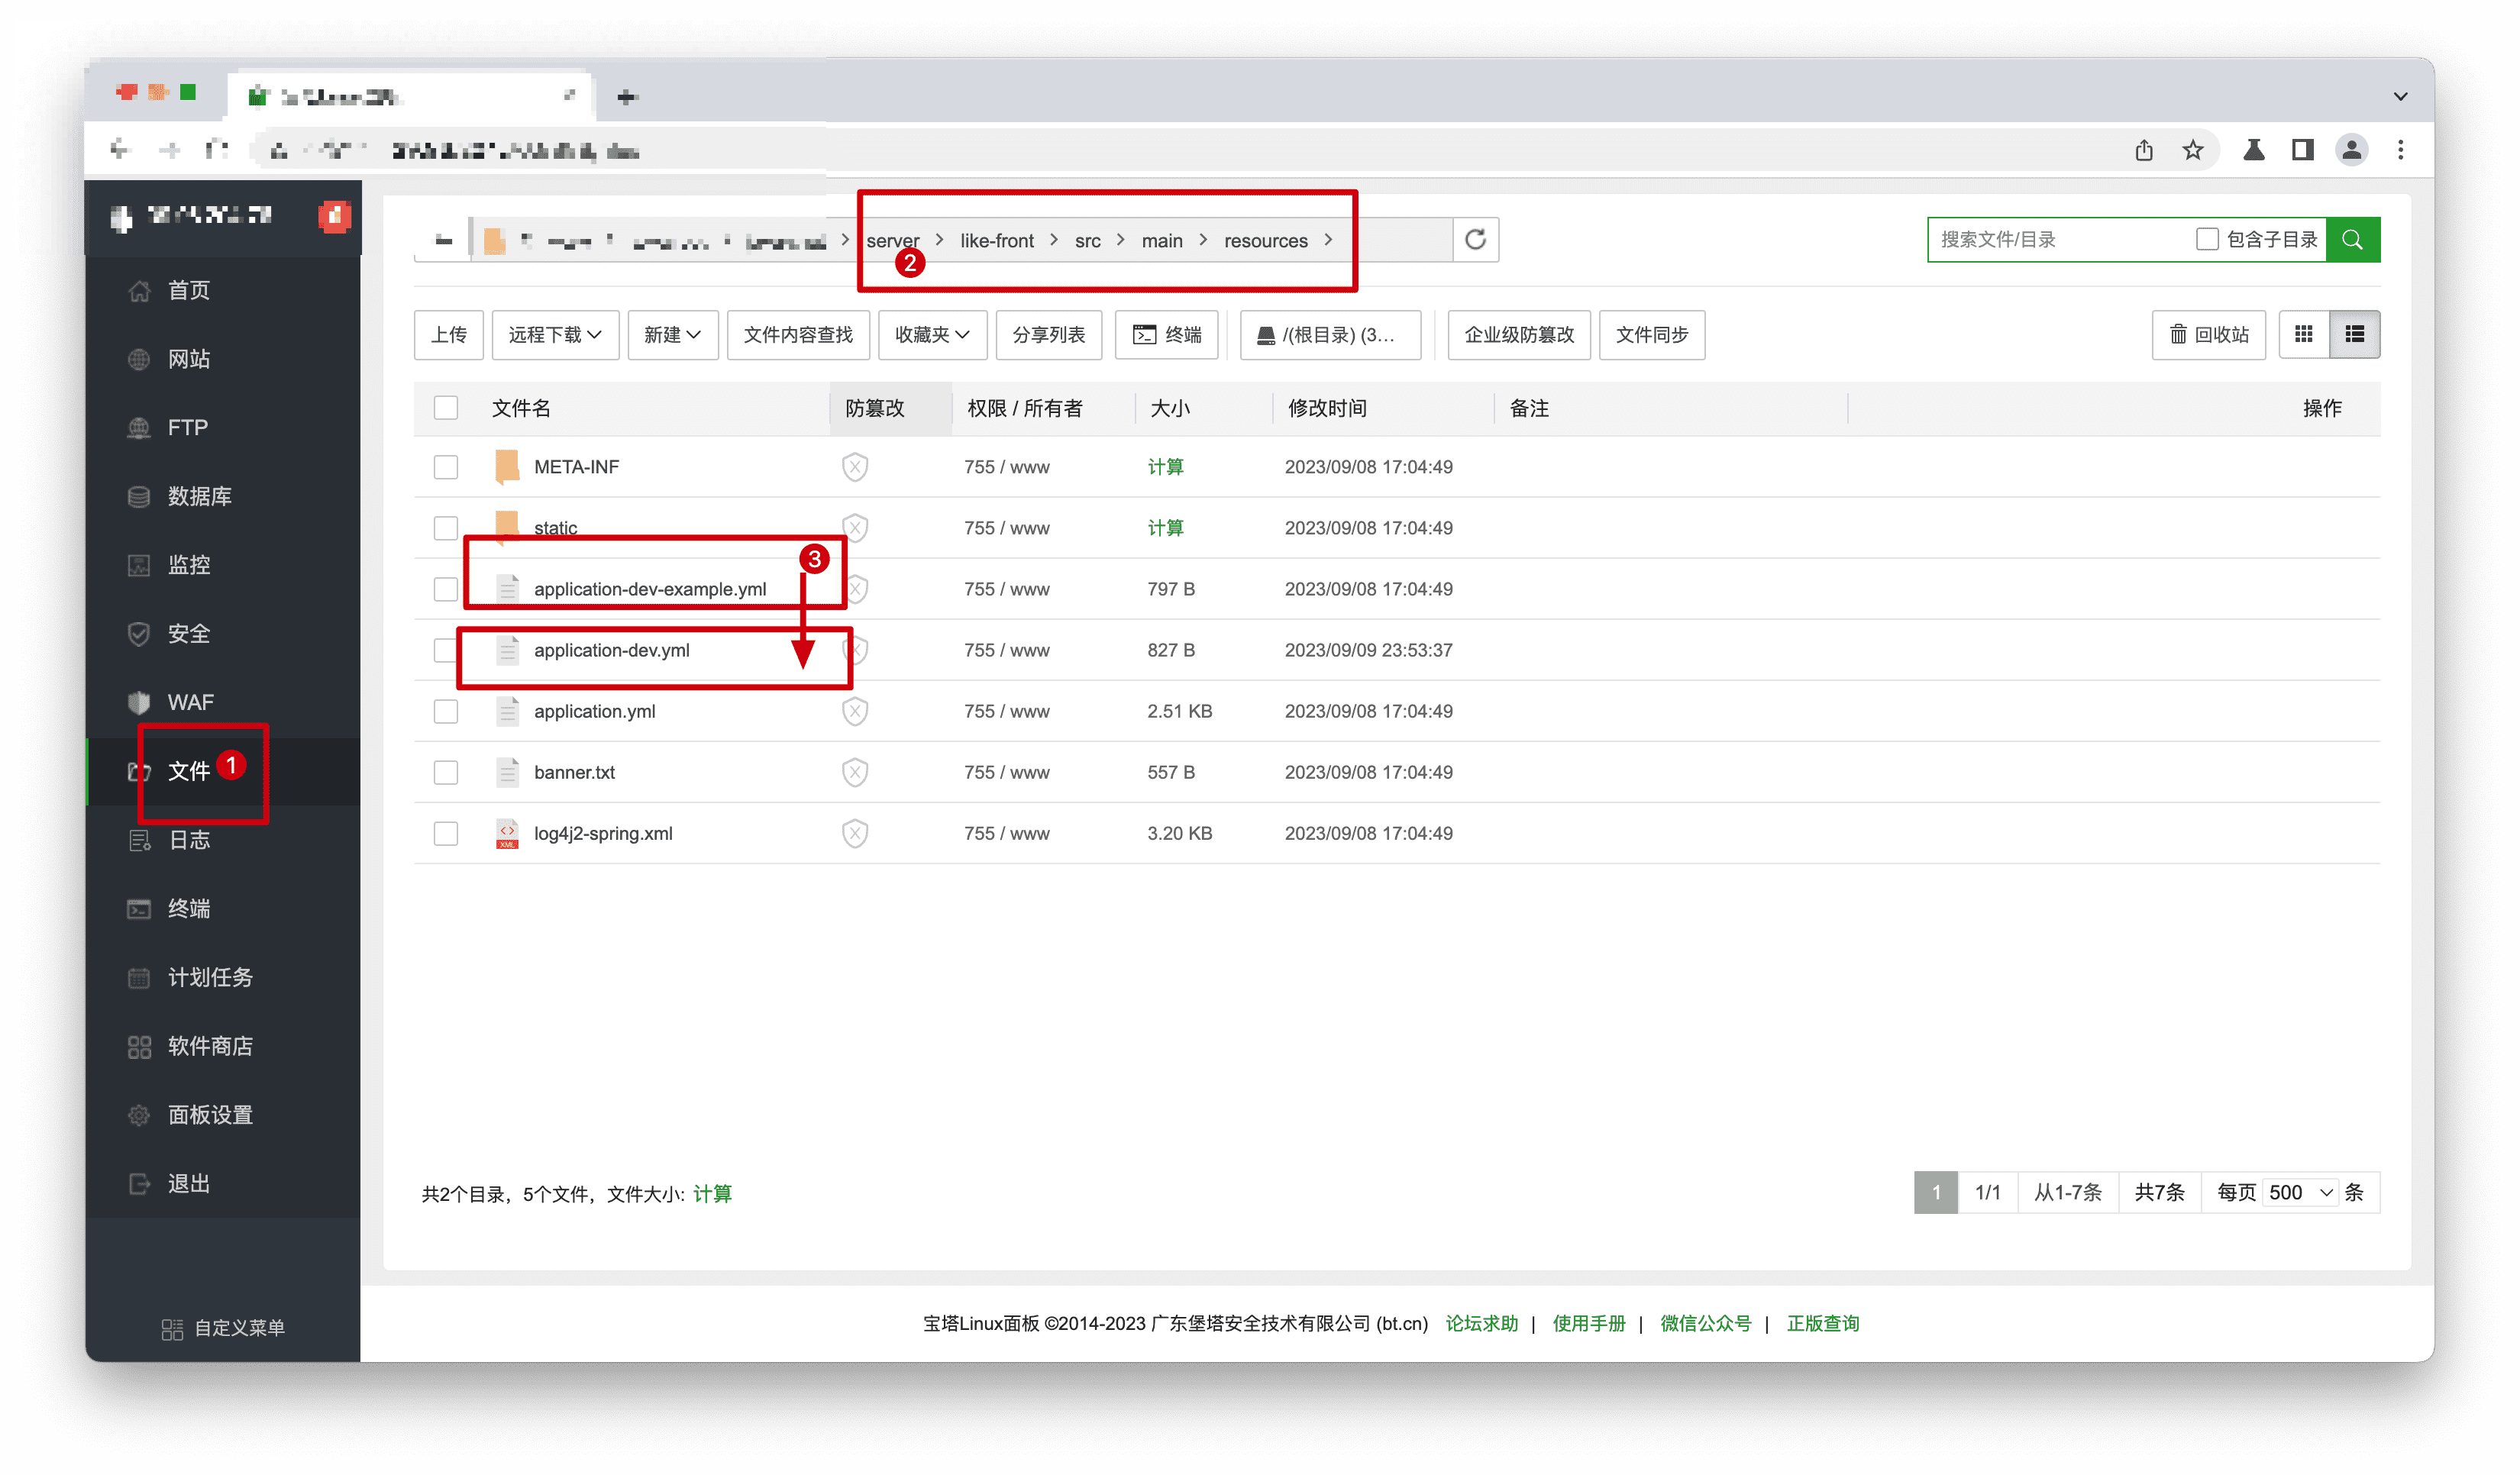 server > like-front > src > main > resources >
2
搜索文件/目录 包含子目录
首页
网站
FTP
数据库
监控
安全
WAF
文件 1
日志
终端
计划任务
软件商店
面板设置
退出
自定义菜单
上传 远程下载 新建 文件内容查找 收藏夹 分享列表 终端 /(根目录) (3... 企业级防篡改 文件同步 回收站
文件名 防篡改 权限 / 所有者 大小 修改时间 备注 操作
META-INF 755 / www 计算 2023/09/08 17:04:49
static 755 / www 计算 2023/09/08 17:04:49
3
application-dev-example.yml 755 / www 797 B 2023/09/08 17:04:49
application-dev.yml 755 / www 827 B 2023/09/09 23:53:37
application.yml 755 / www 2.51 KB 2023/09/08 17:04:49
banner.txt 755 / www 557 B 2023/09/08 17:04:49
XML log4j2-spring.xml 755 / www 3.20 KB 2023/09/08 17:04:49
共2个目录，5个文件，文件大小: 计算
1 1/1 从1-7条 共7条 每页 500 条
宝塔Linux面板 ©2014-2023 广东堡塔安全技术有限公司 (bt.cn) 论坛求助 | 使用手册 | 微信公众号 | 正版查询